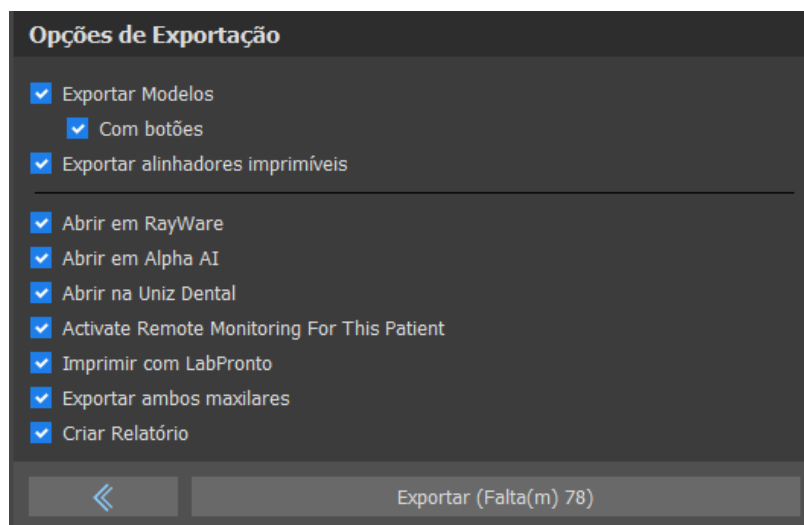 Opções de Exportação
Exportar Modelos
Com botões
Exportar alinhadores imprimíveis
Abrir em RayWare
Abrir em Alpha AI
Abrir na Uniz Dental
Activate Remote Monitoring For This Patient
Imprimir com LabPronto
Exportar ambos maxilares
Criar Relatório
Exportar (Falta(m) 78)